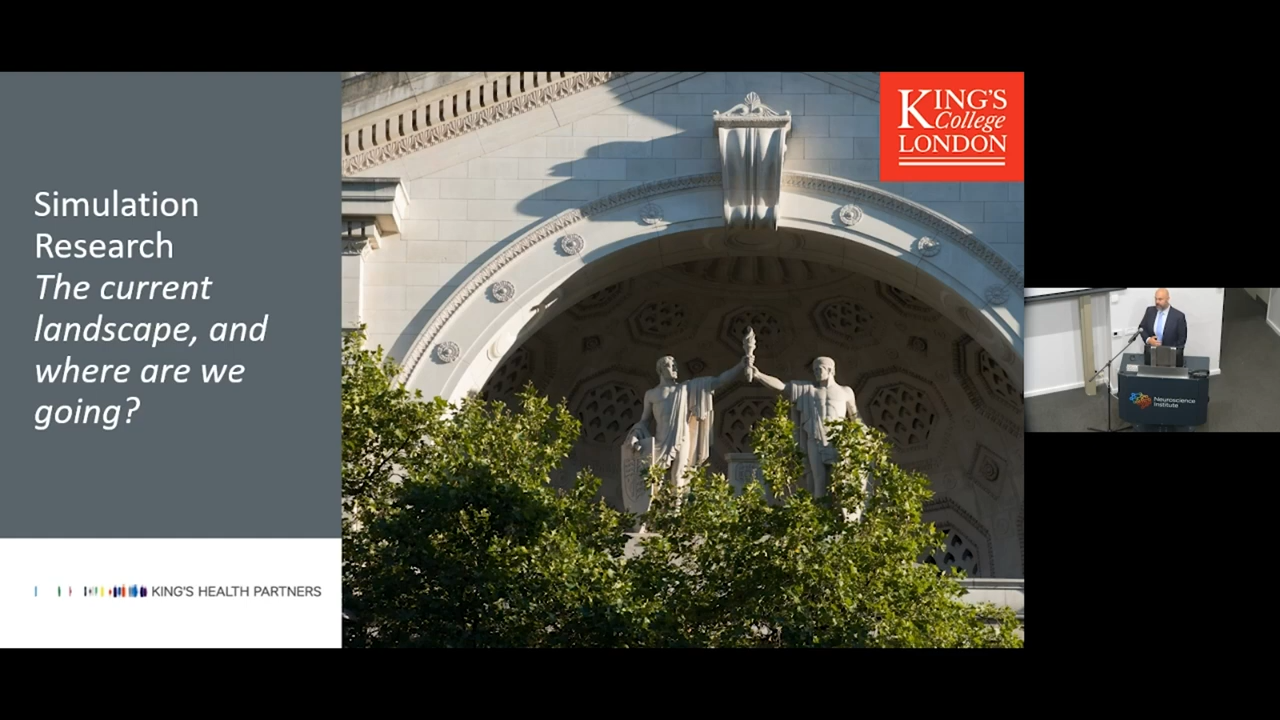 Simulation
Research
The current
landscape, and
where are we
going?
KING'S HEALTH PARTNERS
KING'S
College
LONDON
Neuroscience
Institute